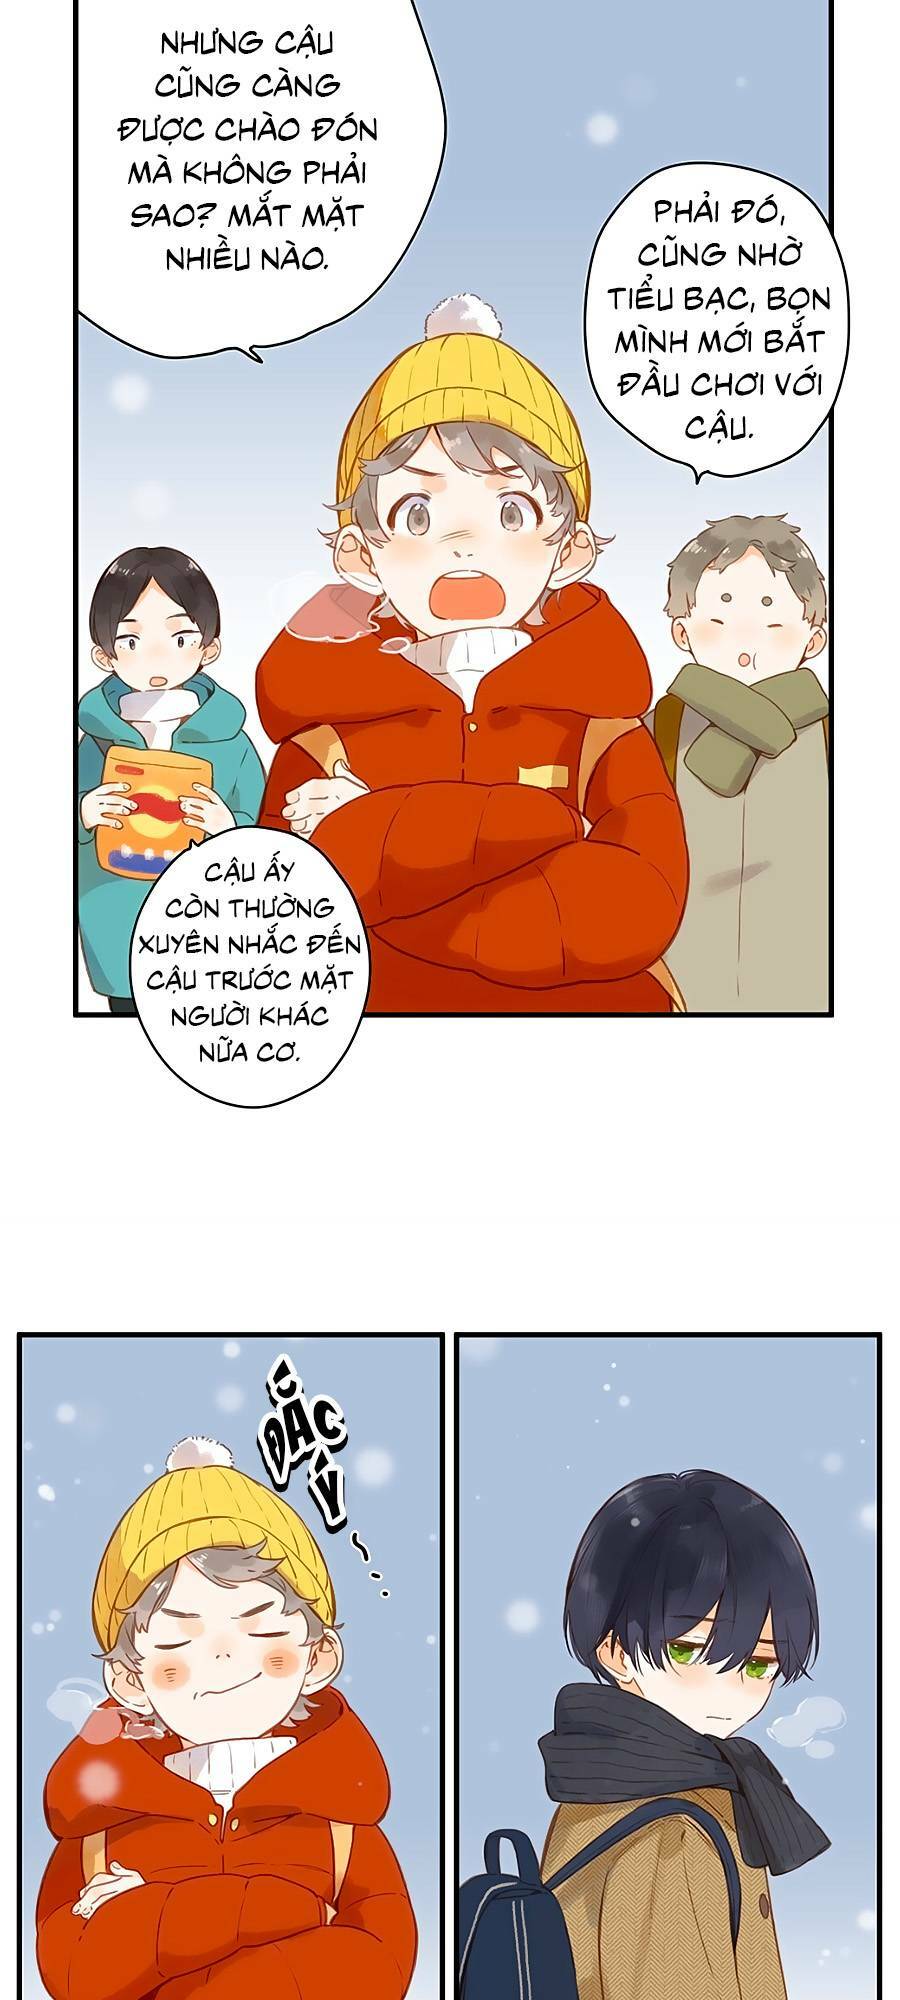 NHƯNG CẬU
CŨNG CÀNG
ĐƯỢC CHÀO ĐÓN
MÀ KHÔNG PHẢI
SAO? MẮT MẶT
NHIỀU NÀO.
PHẢI ĐÓ,
CŨNG NHỜ
TIỂU BẠC, BỌN
MÌNH MỚI BẮT
ĐẦU CHƠI VỚI
CẬU.
CẬU ẤY
CÒN THƯỜNG
XUYÊN NHẮC ĐẾN
CẬU TRƯỚC MẶT
NGƯỜI KHÁC
NỮA CƠ.
ĐẮC
Ý~